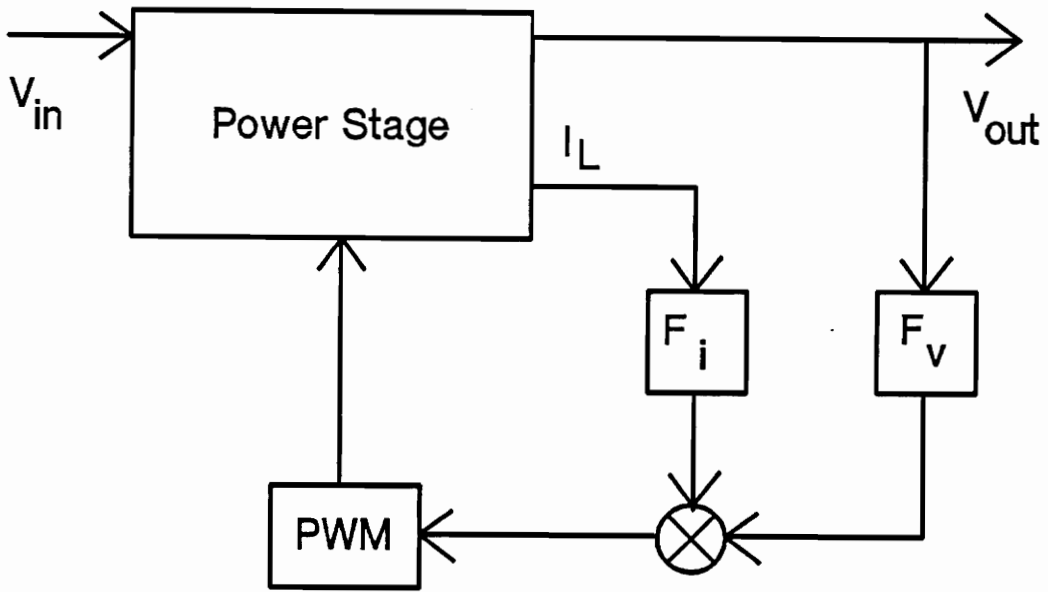 V_in
Power Stage
I_L
V_out
F_i
F_v
PWM